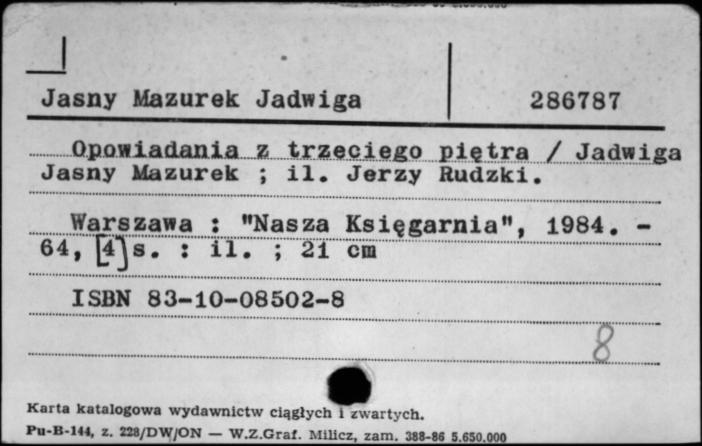 Jasny Mazurek Jadwiga 286787
Opowiadania z trzeciego piętra / Jadwiga
Jasny Mazurek ; il. Jerzy Rudzki.
Warszawa : "Nasza Księgarnia", 1984. -
64, [4] s. : il. ; 21 cm
ISBN 83-10-08502-8
8
Karta katalogowa wydawnictw ciągłych i zwartych.
Pu-B-144, z. 228/DW/ON — W.Z.Graf. Milicz, zam. 388-86 5.650.000